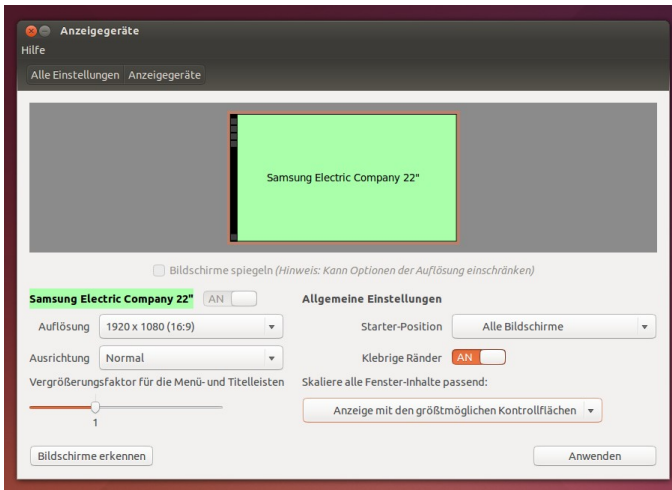 Anzeigegeräte
Hilfe
Alle Einstellungen Anzeigegeräte
Samsung Electric Company 22"
Bildschirme spiegeln (Hinweis: Kann Optionen der Auflösung einschränken)
Samsung Electric Company 22" AN
Allgemeine Einstellungen
Auflösung 1920 x 1080 (16:9)
Starter-Position Alle Bildschirme
Ausrichtung Normal
Klebrige Ränder AN
Vergrößerungsfaktor für die Menü- und Titelleisten
Skaliere alle Fenster-Inhalte passend:
1
Anzeige mit den größtmöglichen Kontrollflächen
Bildschirme erkennen
Anwenden